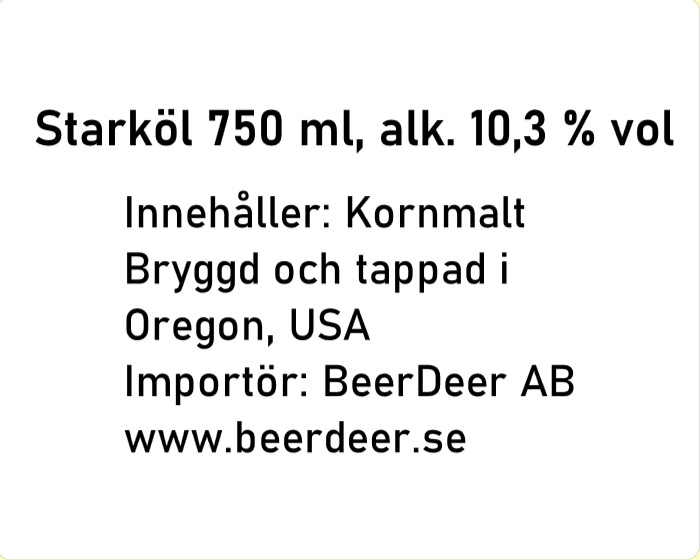 Starköl 750 ml, alk. 10,3 % vol
Innehåller: Kornmalt
Bryggd och tappad i
Oregon, USA
Importör: BeerDeer AB
www.beerdeer.se